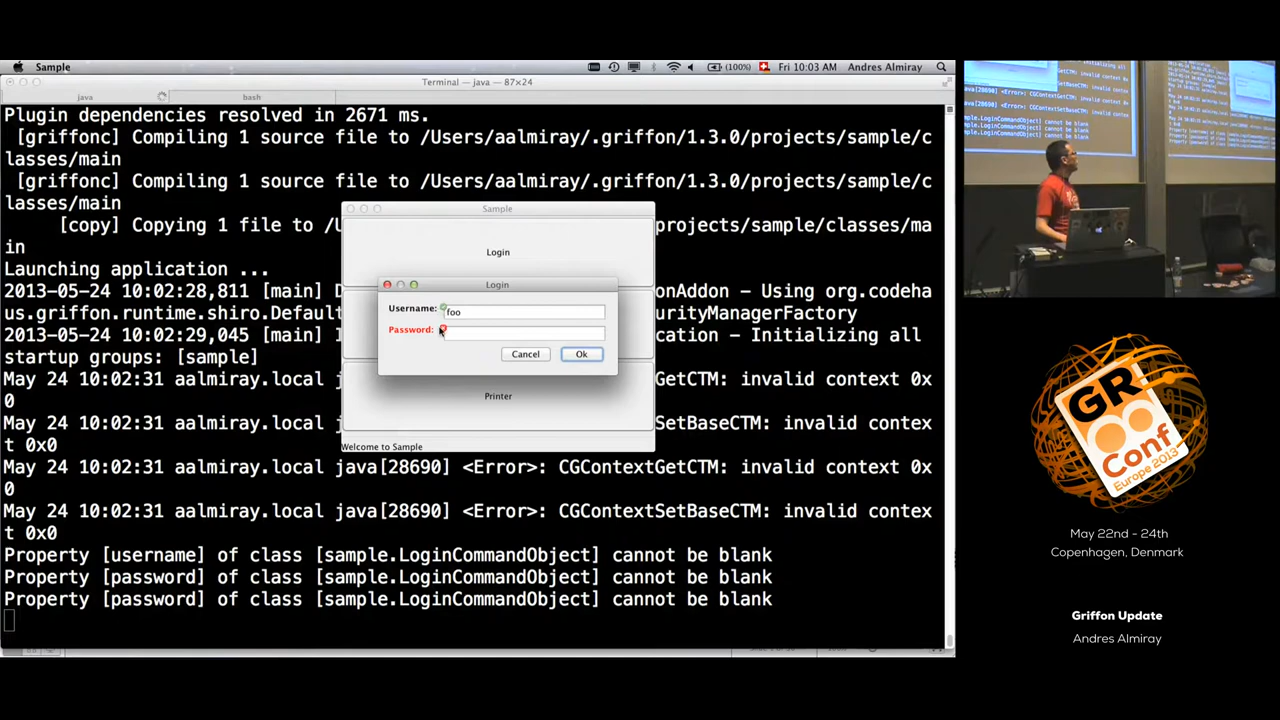 Sample
(100%)
Fri 10:03 AM
Andres Almiray
Terminal — java — 87×24
java
bash
Plugin dependencies resolved in 2671 ms.
[griffonc] Compiling 1 source file to /Users/aalmiray/.griffon/1.3.0/projects/sample/c
lasses/main
[griffonc] Compiling 1 source file to /Users/aalmiray/.griffon/1.3.0/projects/sample/c
lasses/main
[copy] Copying 1 file to /U
projects/sample/classes/ma
in
Launching application ...
2013-05-24 10:02:28,811 [main] D
onAddon - Using org.codeha
us.griffon.runtime.shiro.Default
urityManagerFactory
2013-05-24 10:02:29,045 [main] I
cation - Initializing all
startup groups: [sample]
May 24 10:02:31 aalmiray.local java
GetCTM: invalid context 0x
0
May 24 10:02:31 aalmiray.local java
SetBaseCTM: invalid contex
t 0x0
May 24 10:02:31 aalmiray.local java[28690] <Error>: CGContextGetCTM: invalid context 0x
0
May 24 10:02:31 aalmiray.local java[28690] <Error>: CGContextSetBaseCTM: invalid contex
t 0x0
Property [username] of class [sample.LoginCommandObject] cannot be blank
Property [password] of class [sample.LoginCommandObject] cannot be blank
Property [password] of class [sample.LoginCommandObject] cannot be blank
Sample
Login
Login
Username:
foo
Password:
Cancel
Ok
Printer
Welcome to Sample
GR
Conf
Europe 2013
May 22nd - 24th
Copenhagen, Denmark
Griffon Update
Andres Almiray